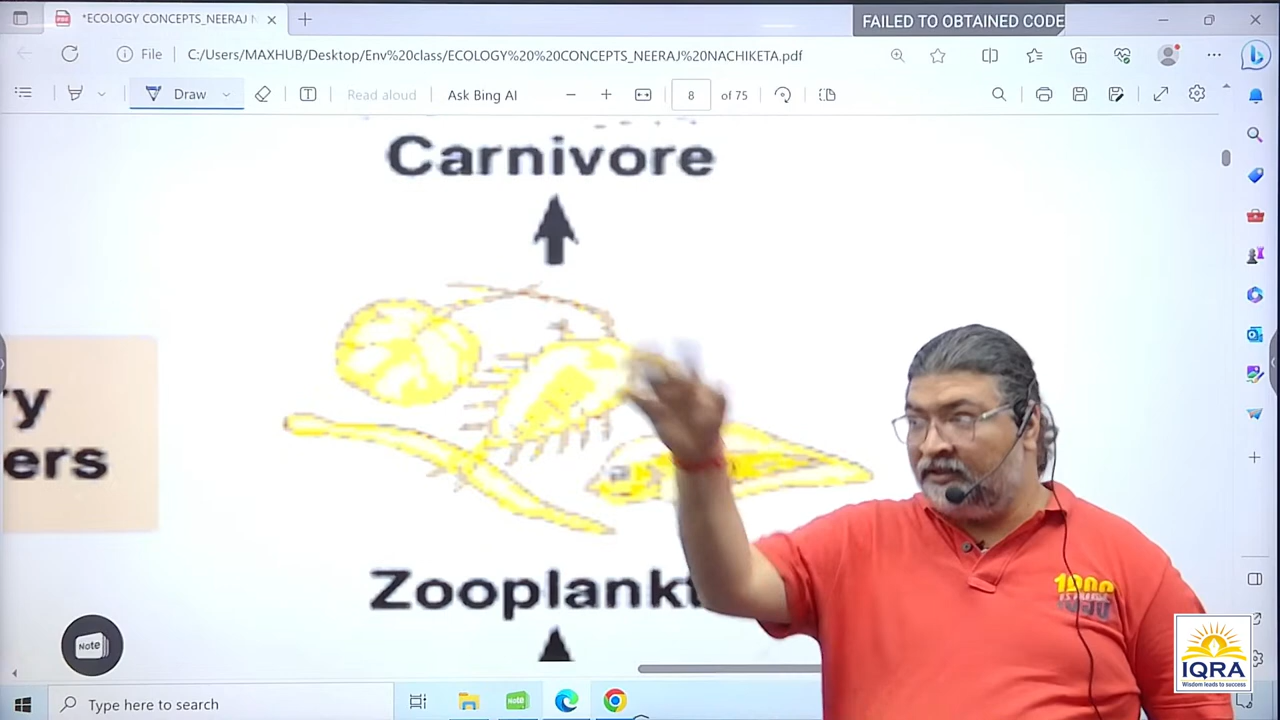 *ECOLOGY CONCEPTS_NEERAJ N
FAILED TO OBTAINED CODE
File
C:/Users/MAXHUB/Desktop/Env%20class/ECOLOGY%20%20CONCEPTS_NEERAJ%20NACHIKETA.pdf
Draw
Read aloud
Ask Bing AI
8
of 75
Carnivore
ry
ers
Zooplankt
Note
IQRA
Wisdom leads to success
Type here to search
note